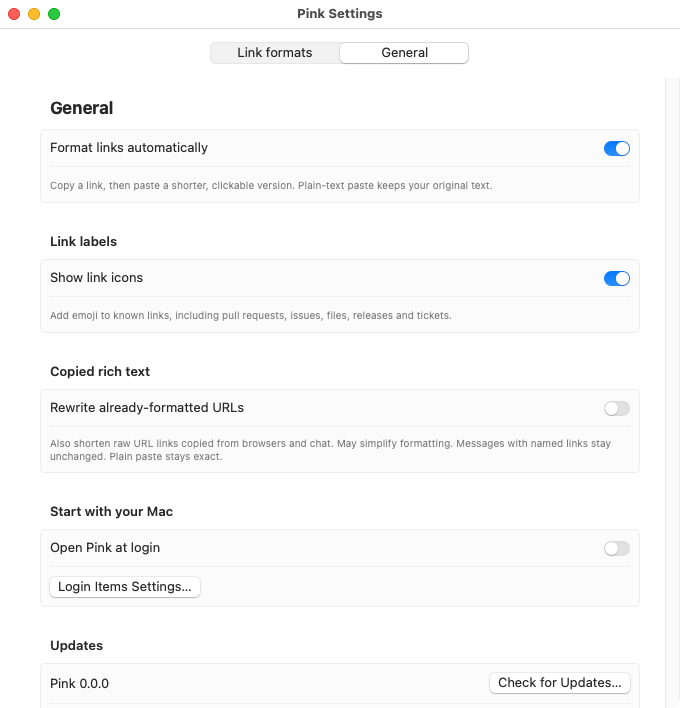 Pink Settings
Link formats
General
General
Format links automatically
Copy a link, then paste a shorter, clickable version. Plain-text paste keeps your original text.
Link labels
Show link icons
Add emoji to known links, including pull requests, issues, files, releases and tickets.
Copied rich text
Rewrite already-formatted URLs
Also shorten raw URL links copied from browsers and chat. May simplify formatting. Messages with named links stay
unchanged. Plain paste stays exact.
Start with your Mac
Open Pink at login
Login Items Settings...
Updates
Pink 0.0.0
Check for Updates...